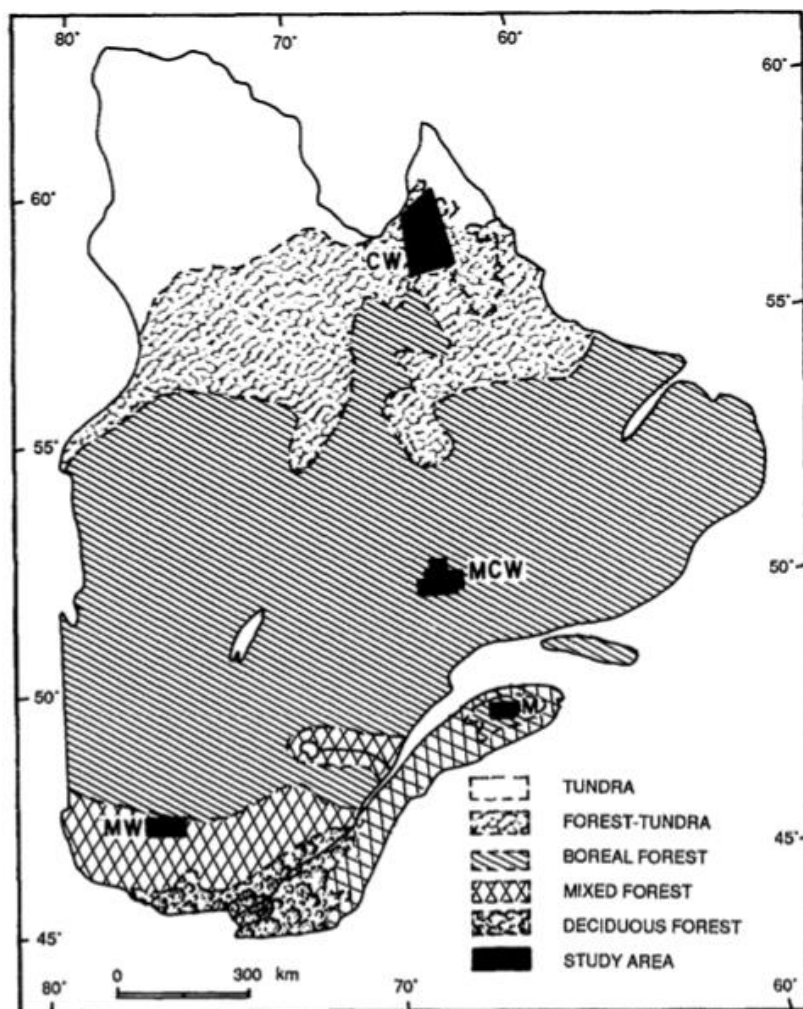 80° 70° 60°
60°
60°
CW
55°
55°
MCW
50°
50°
M
MW
TUNDRA
FOREST-TUNDRA
BOREAL FOREST
MIXED FOREST
DECIDUOUS FOREST
STUDY AREA
45°
45°
0 300 km
80° 70° 60°